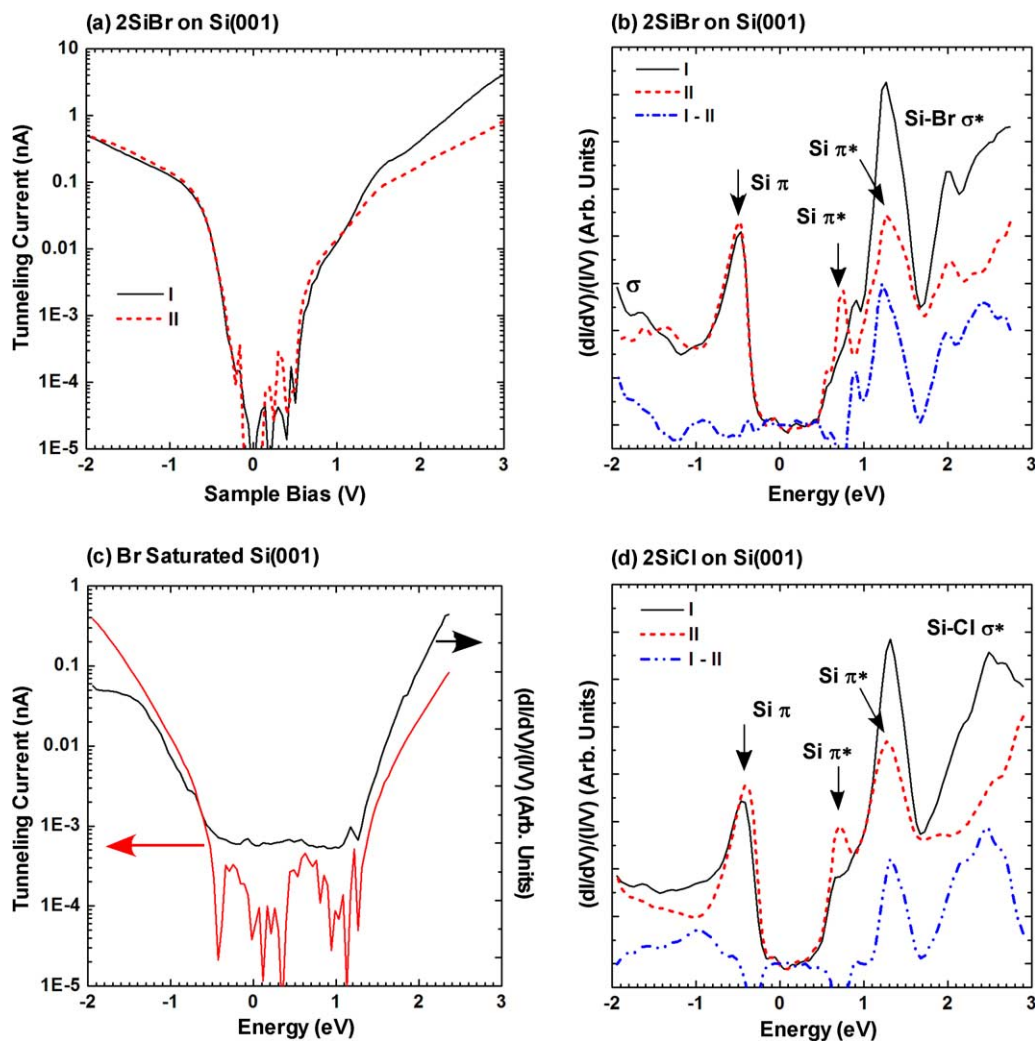 (a) 2SiBr on Si(001)
10
1
0.1
0.01
1E-3
1E-4
1E-5
Tunneling Current (nA)
I
II
-2 -1 0 1 2 3
Sample Bias (V)
(b) 2SiBr on Si(001)
I
II
I - II
Si-Br σ*
Si π*
Si π
Si π*
σ
(dI/dV)/(I/V) (Arb. Units)
-2 -1 0 1 2 3
Energy (eV)
(c) Br Saturated Si(001)
1
0.1
0.01
1E-3
1E-4
1E-5
Tunneling Current (nA)
(dI/dV)/(I/V) (Arb. Units)
-2 -1 0 1 2 3
Energy (eV)
(d) 2SiCl on Si(001)
I
II
I - II
Si-Cl σ*
Si π*
Si π
Si π*
(dI/dV)/(I/V) (Arb. Units)
-2 -1 0 1 2 3
Energy (eV)